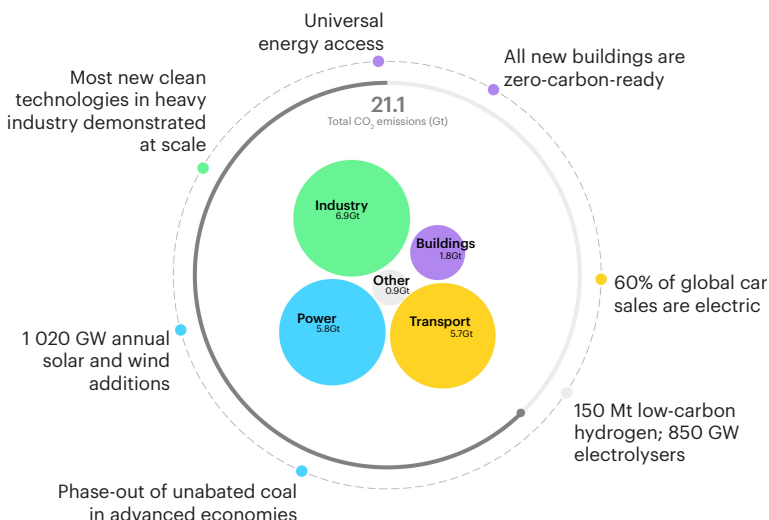 Universal
energy access
All new buildings are
zero-carbon-ready
Most new clean
technologies in heavy
industry demonstrated
at scale
21.1
Total CO₂ emissions (Gt)
Industry
6.9Gt
Buildings
1.8Gt
Other
0.9Gt
Power
5.8Gt
Transport
5.7Gt
60% of global car
sales are electric
1 020 GW annual
solar and wind
additions
150 Mt low-carbon
hydrogen; 850 GW
electrolysers
Phase-out of unabated coal
in advanced economies